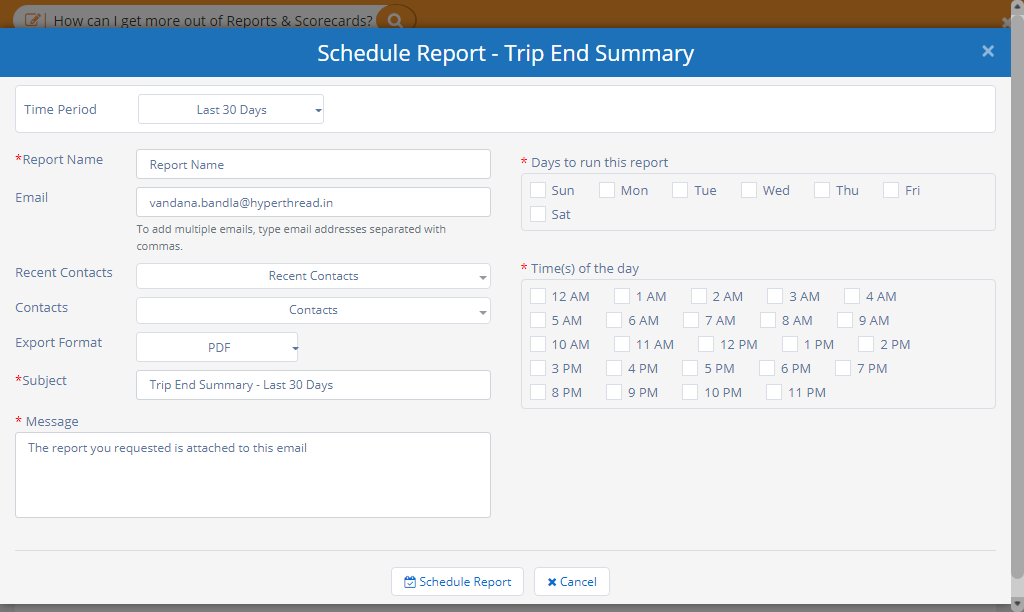 How can I get more out of Reports & Scorecards?
Schedule Report - Trip End Summary
Time Period
Last 30 Days
*Report Name
Report Name
Email
vandana.bandla@hyperthread.in
To add multiple emails, type email addresses separated with
commas.
Recent Contacts
Recent Contacts
Contacts
Contacts
Export Format
PDF
*Subject
Trip End Summary - Last 30 Days
* Message
The report you requested is attached to this email
* Days to run this report
Sun Mon Tue Wed Thu Fri
Sat
* Time(s) of the day
12 AM 1 AM 2 AM 3 AM 4 AM
5 AM 6 AM 7 AM 8 AM 9 AM
10 AM 11 AM 12 PM 1 PM 2 PM
3 PM 4 PM 5 PM 6 PM 7 PM
8 PM 9 PM 10 PM 11 PM
Schedule Report
Cancel